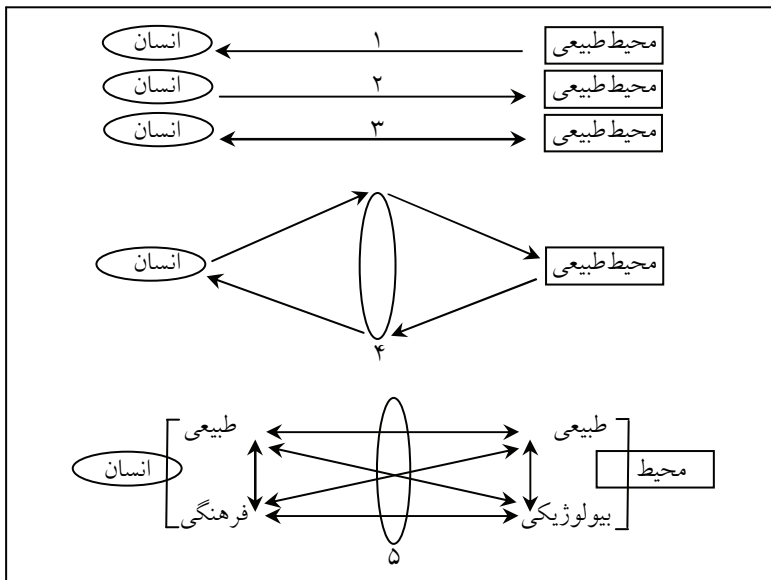 محیط طبیعی ۱ انسان
محیط طبیعی ۲ انسان
محیط طبیعی ۳ انسان
محیط طبیعی انسان
۴
طبیعی طبیعی
محیط انسان
بیولوژیکی فرهنگی
۵